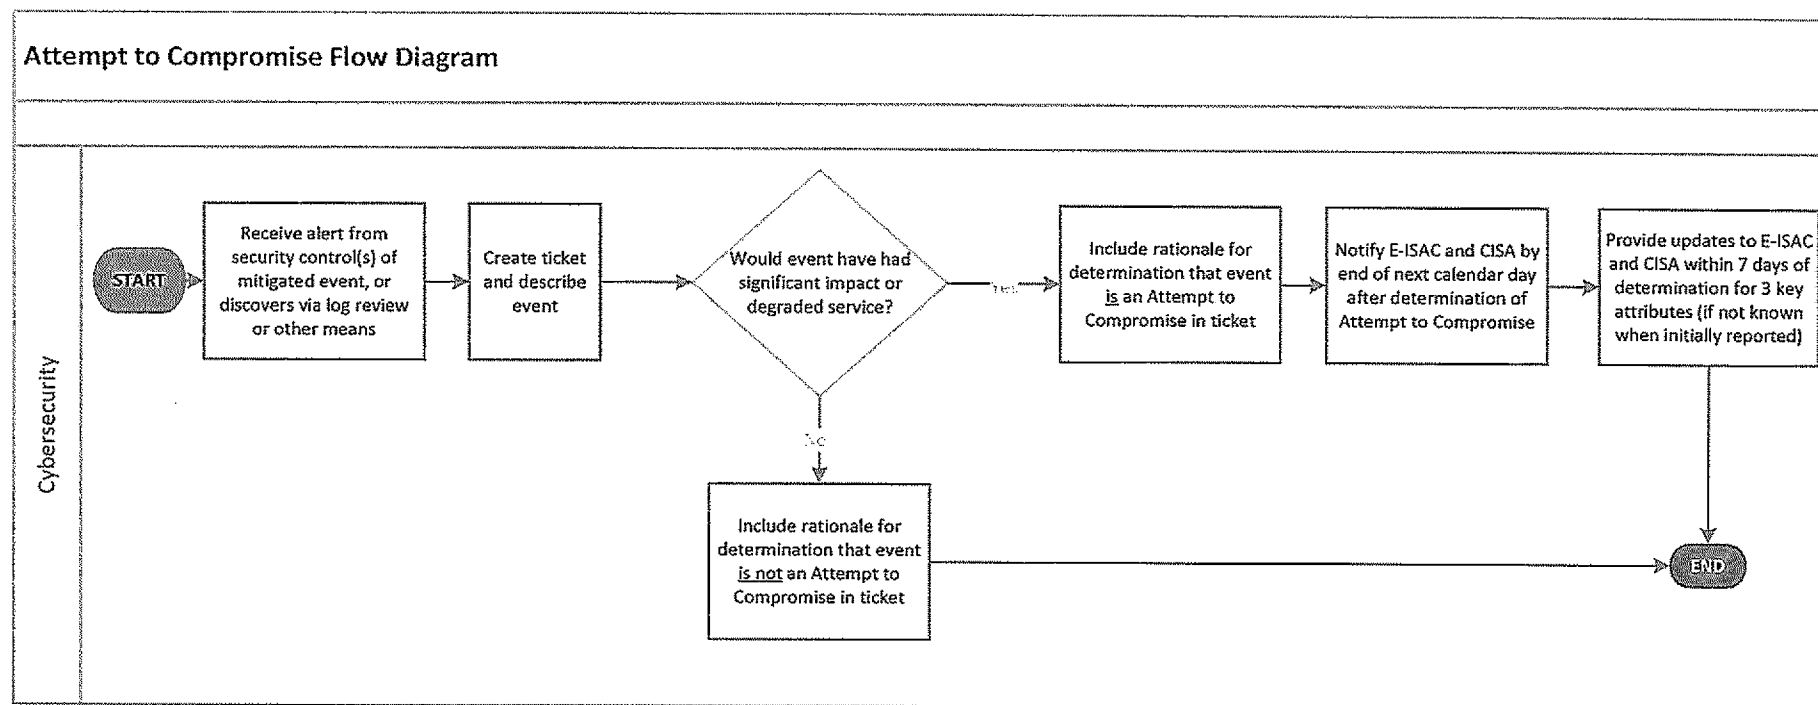 Attempt to Compromise Flow Diagram
Cybersecurity
START
Receive alert from
security control(s) of
mitigated event, or
discovers via log review
or other means
Create ticket
and describe
event
Would event have had
significant impact or
degraded service?
Yes
Include rationale for
determination that event
is an Attempt to
Compromise in ticket
Notify E-ISAC and CISA by
end of next calendar day
after determination of
Attempt to Compromise
Provide updates to E-ISAC
and CISA within 7 days of
determination for 3 key
attributes (if not known
when initially reported)
No
Include rationale for
determination that event
is not an Attempt to
Compromise in ticket
END